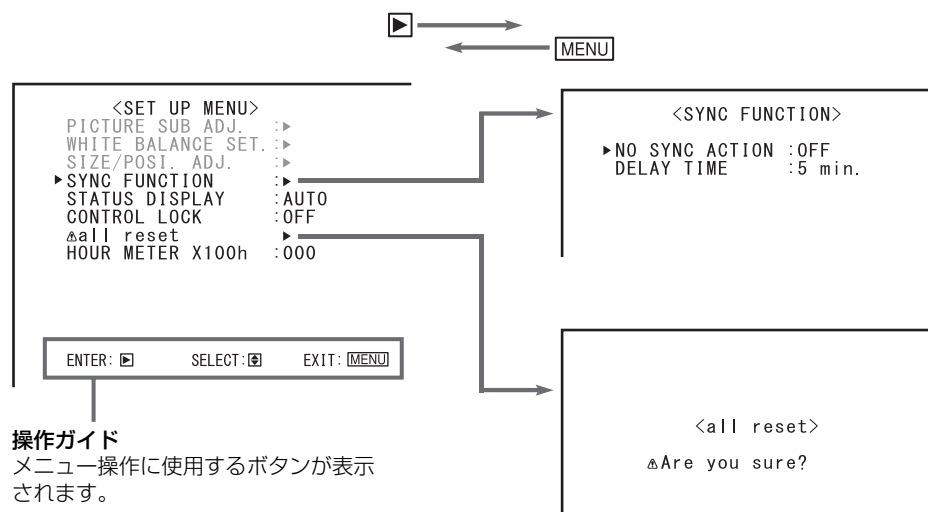 ▶
MENU
<SET UP MENU>
PICTURE SUB ADJ. :▶
WHITE BALANCE SET. :▶
SIZE/POSI. ADJ. :▶
▶SYNC FUNCTION :▶
STATUS DISPLAY :AUTO
CONTROL LOCK :OFF
⚠all reset ▶
HOUR METER X100h :000
ENTER: ▶ SELECT: ♦ EXIT: MENU
操作ガイド
メニュー操作に使用するボタンが表示
されます。
<SYNC FUNCTION>
▶NO SYNC ACTION :OFF
DELAY TIME :5 min.
<all reset>
⚠Are you sure?